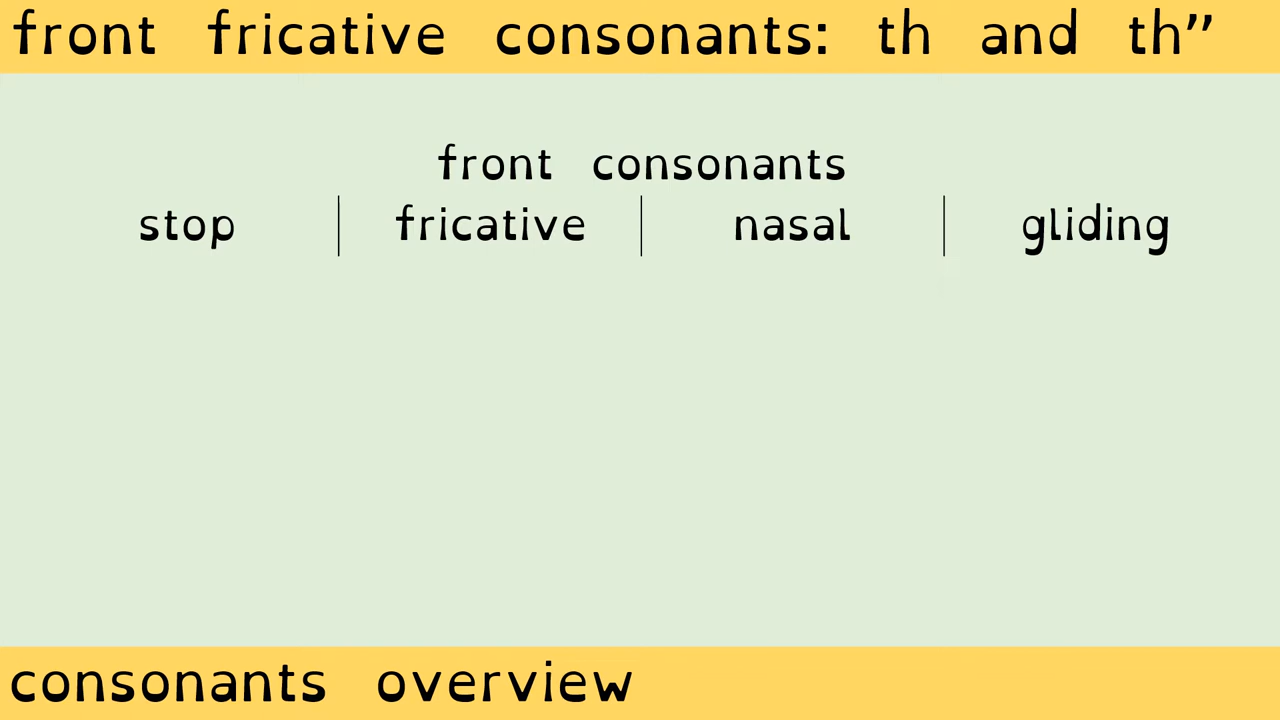 front fricative consonants: th and th”
front consonants
stop fricative nasal gliding
consonants overview